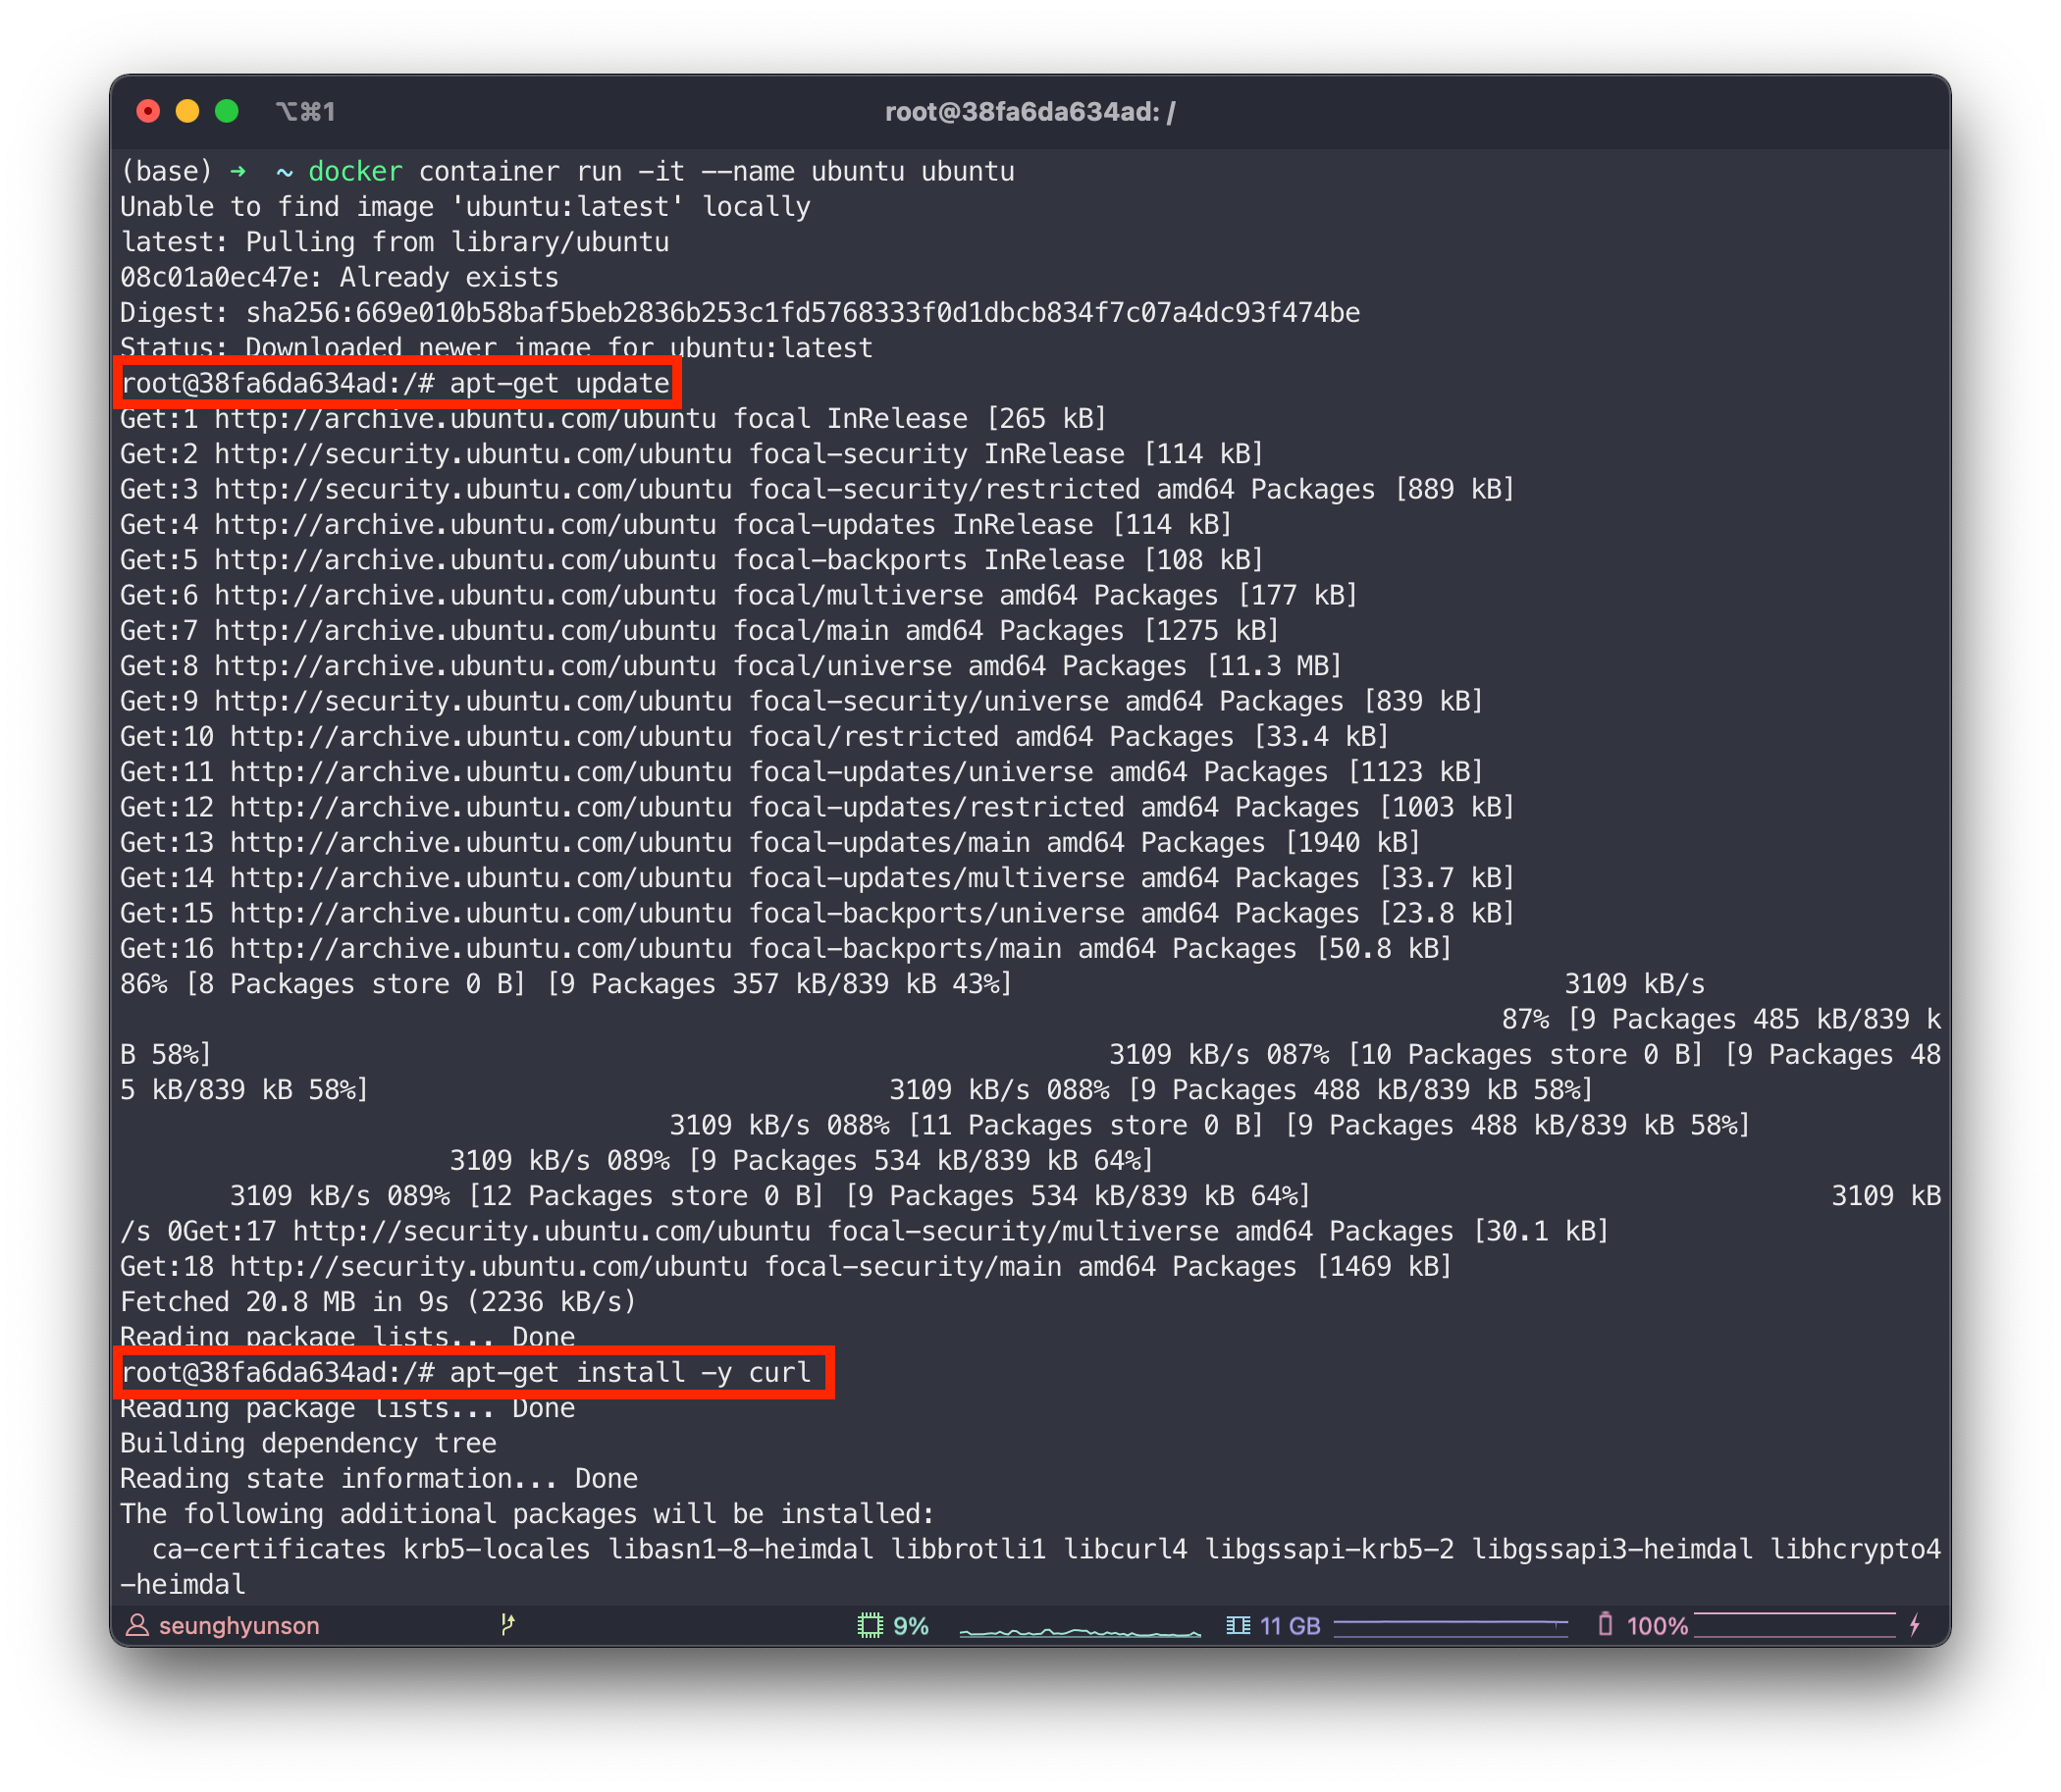 ⌥⌘1
root@38fa6da634ad: /
(base) ➜  ~ docker container run -it --name ubuntu ubuntu
Unable to find image 'ubuntu:latest' locally
latest: Pulling from library/ubuntu
08c01a0ec47e: Already exists
Digest: sha256:669e010b58baf5beb2836b253c1fd5768333f0d1dbcb834f7c07a4dc93f474be
Status: Downloaded newer image for ubuntu:latest
root@38fa6da634ad:/# apt-get update
Get:1 http://archive.ubuntu.com/ubuntu focal InRelease [265 kB]
Get:2 http://security.ubuntu.com/ubuntu focal-security InRelease [114 kB]
Get:3 http://security.ubuntu.com/ubuntu focal-security/restricted amd64 Packages [889 kB]
Get:4 http://archive.ubuntu.com/ubuntu focal-updates InRelease [114 kB]
Get:5 http://archive.ubuntu.com/ubuntu focal-backports InRelease [108 kB]
Get:6 http://archive.ubuntu.com/ubuntu focal/multiverse amd64 Packages [177 kB]
Get:7 http://archive.ubuntu.com/ubuntu focal/main amd64 Packages [1275 kB]
Get:8 http://archive.ubuntu.com/ubuntu focal/universe amd64 Packages [11.3 MB]
Get:9 http://security.ubuntu.com/ubuntu focal-security/universe amd64 Packages [839 kB]
Get:10 http://archive.ubuntu.com/ubuntu focal/restricted amd64 Packages [33.4 kB]
Get:11 http://archive.ubuntu.com/ubuntu focal-updates/universe amd64 Packages [1123 kB]
Get:12 http://archive.ubuntu.com/ubuntu focal-updates/restricted amd64 Packages [1003 kB]
Get:13 http://archive.ubuntu.com/ubuntu focal-updates/main amd64 Packages [1940 kB]
Get:14 http://archive.ubuntu.com/ubuntu focal-updates/multiverse amd64 Packages [33.7 kB]
Get:15 http://archive.ubuntu.com/ubuntu focal-backports/universe amd64 Packages [23.8 kB]
Get:16 http://archive.ubuntu.com/ubuntu focal-backports/main amd64 Packages [50.8 kB]
86% [8 Packages store 0 B] [9 Packages 357 kB/839 kB 43%] 3109 kB/s
87% [9 Packages 485 kB/839 k
B 58%] 3109 kB/s 087% [10 Packages store 0 B] [9 Packages 48
5 kB/839 kB 58%] 3109 kB/s 088% [9 Packages 488 kB/839 kB 58%]
3109 kB/s 088% [11 Packages store 0 B] [9 Packages 488 kB/839 kB 58%]
3109 kB/s 089% [9 Packages 534 kB/839 kB 64%]
3109 kB/s 089% [12 Packages store 0 B] [9 Packages 534 kB/839 kB 64%] 3109 kB
/s 0Get:17 http://security.ubuntu.com/ubuntu focal-security/multiverse amd64 Packages [30.1 kB]
Get:18 http://security.ubuntu.com/ubuntu focal-security/main amd64 Packages [1469 kB]
Fetched 20.8 MB in 9s (2236 kB/s)
Reading package lists... Done
root@38fa6da634ad:/# apt-get install -y curl
Reading package lists... Done
Building dependency tree
Reading state information... Done
The following additional packages will be installed:
  ca-certificates krb5-locales libasn1-8-heimdal libbrotli1 libcurl4 libgssapi-krb5-2 libgssapi3-heimdal libhcrypto4
-heimdal
seunghyunson 9% 11 GB 100%